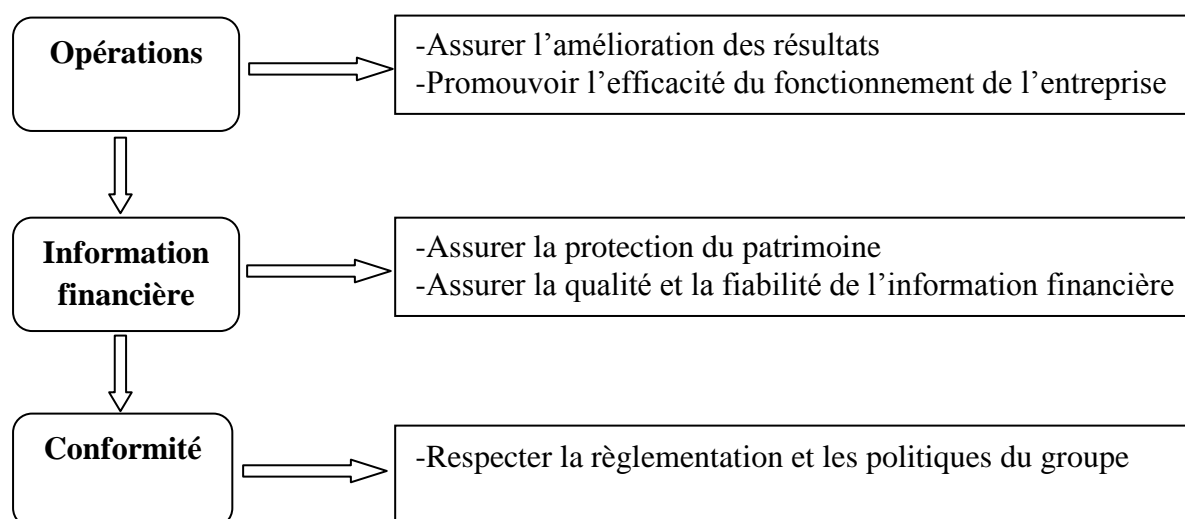 Opérations
-Assurer l’amélioration des résultats
-Promouvoir l’efficacité du fonctionnement de l’entreprise
Information
financière
-Assurer la protection du patrimoine
-Assurer la qualité et la fiabilité de l’information financière
Conformité
-Respecter la règlementation et les politiques du groupe